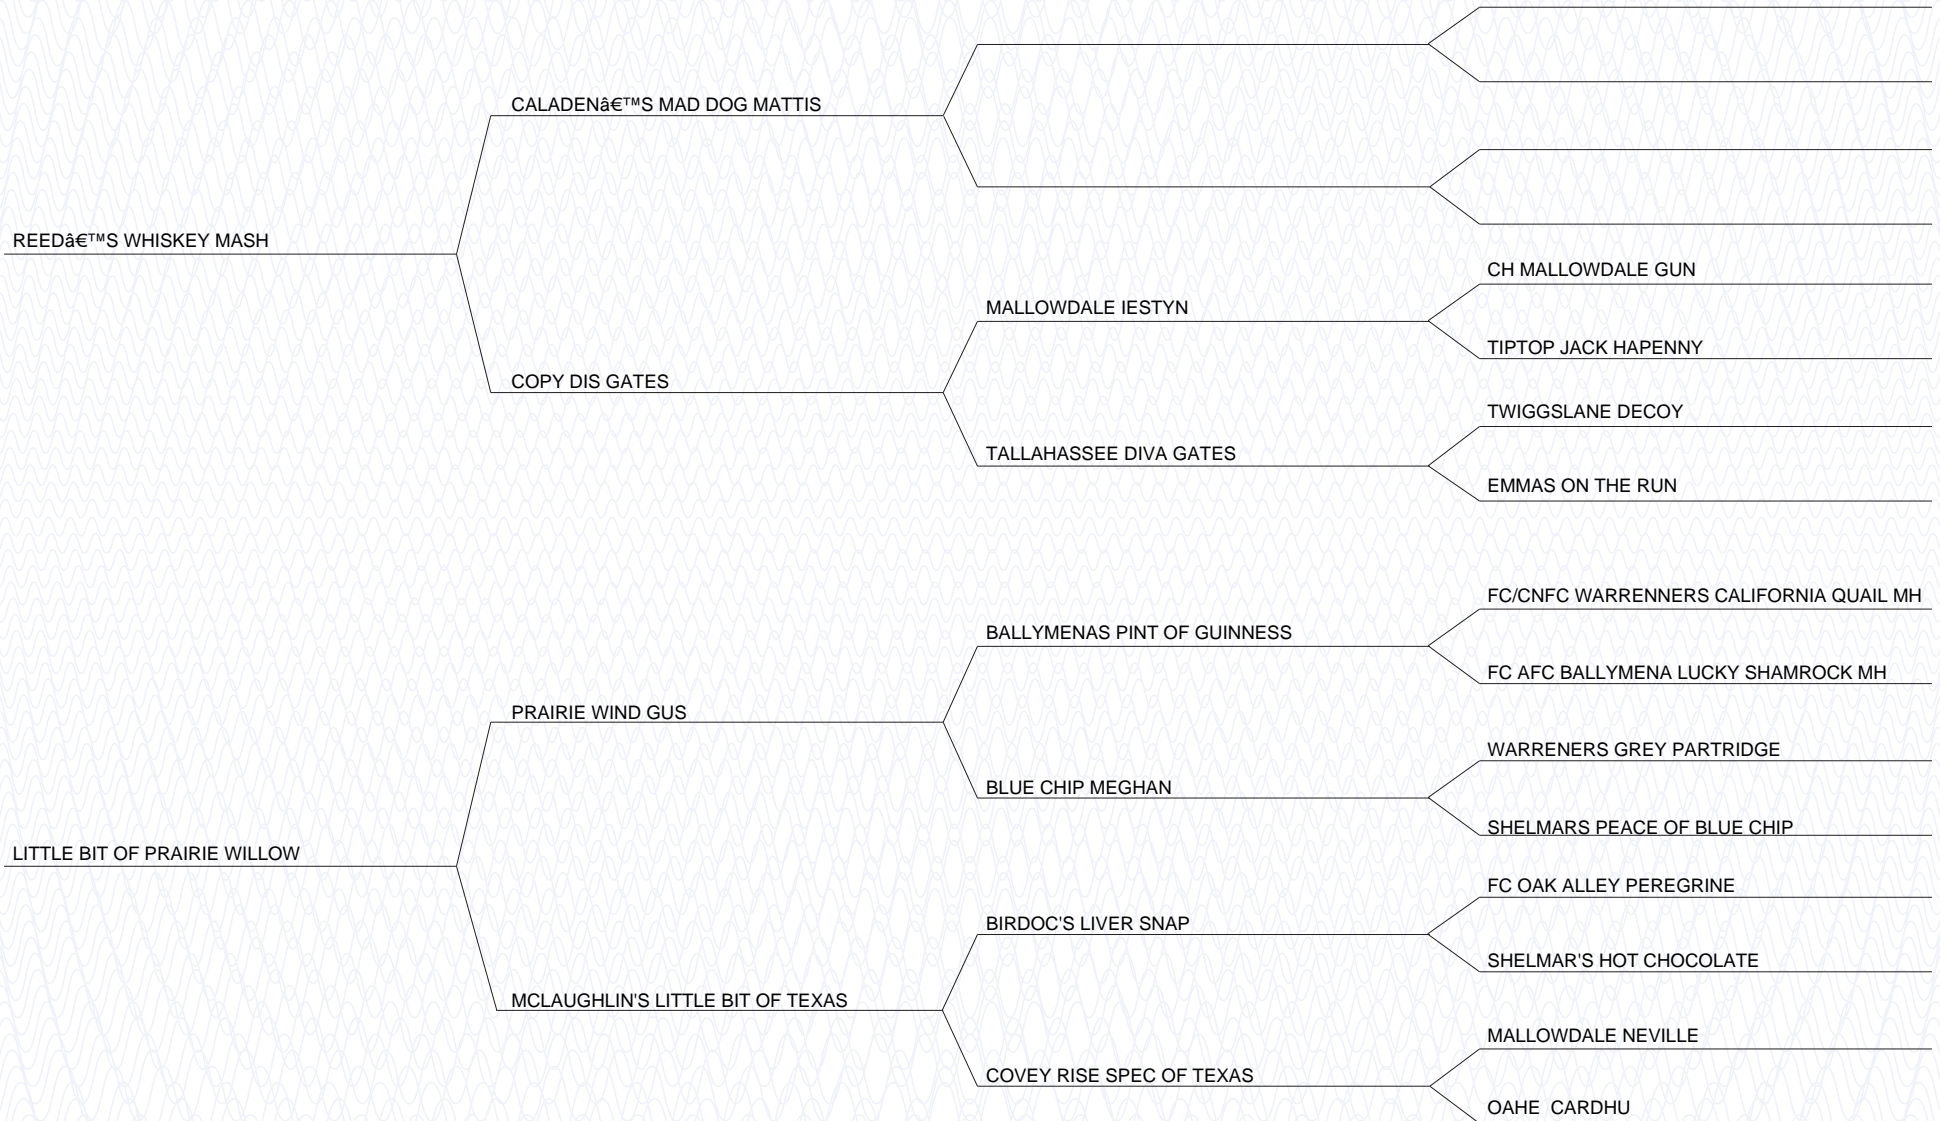 CALADENâ€™S MAD DOG MATTIS
REEDâ€™S WHISKEY MASH
CH MALLOWDALE GUN
MALLOWDALE IESTYN
TIPTOP JACK HAPENNY
COPY DIS GATES
TWIGGSLANE DECOY
TALLAHASSEE DIVA GATES
EMMAS ON THE RUN
FC/CNFC WARRENNERS CALIFORNIA QUAIL MH
BALLYMENAS PINT OF GUINNESS
FC AFC BALLYMENA LUCKY SHAMROCK MH
PRAIRIE WIND GUS
WARRENERS GREY PARTRIDGE
BLUE CHIP MEGHAN
SHELMARS PEACE OF BLUE CHIP
LITTLE BIT OF PRAIRIE WILLOW
FC OAK ALLEY PEREGRINE
BIRDOC'S LIVER SNAP
SHELMAR'S HOT CHOCOLATE
MCLAUGHLIN'S LITTLE BIT OF TEXAS
MALLOWDALE NEVILLE
COVEY RISE SPEC OF TEXAS
OAHE  CARDHU